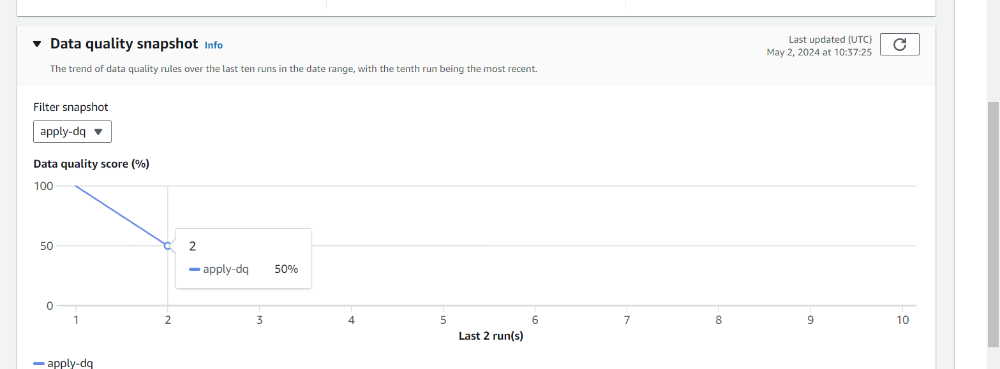 Data quality snapshot Info
Last updated (UTC)
May 2, 2024 at 10:37:25
The trend of data quality rules over the last ten runs in the date range, with the tenth run being the most recent.
Filter snapshot
apply-dq
Data quality score (%)
100
50
0
2
apply-dq 50%
1 2 3 4 5 6 7 8 9 10
Last 2 run(s)
apply-dq